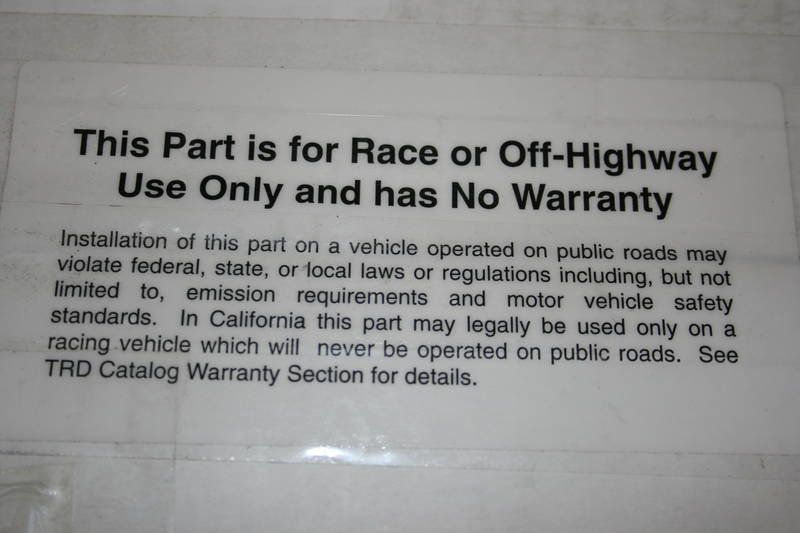 This Part is for Race or Off-Highway
Use Only and has No Warranty
Installation of this part on a vehicle operated on public roads may
violate federal, state, or local laws or regulations including, but not
limited to, emission requirements and motor vehicle safety
standards. In California this part may legally be used only on a
racing vehicle which will never be operated on public roads. See
TRD Catalog Warranty Section for details.